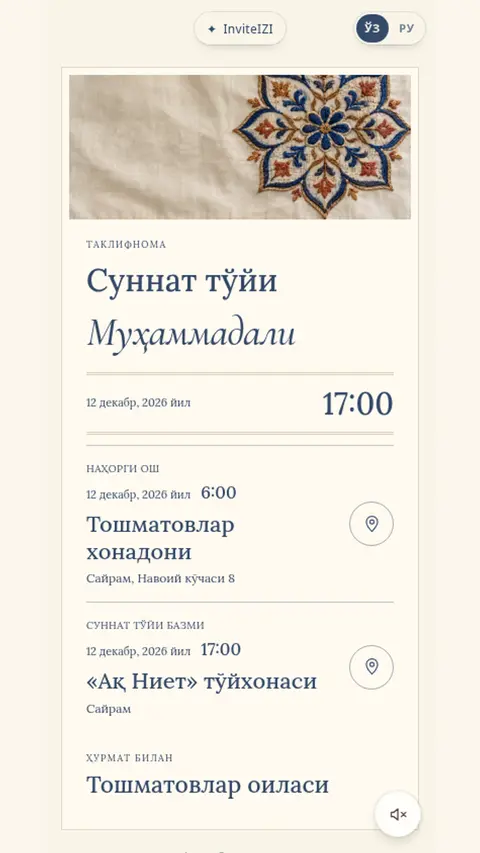 InviteIZI
ЎЗ РУ
ТАКЛИФНОМА
Суннат тўйи
Муҳаммадали
12 декабр, 2026 йил 17:00
НАҲОРГИ ОШ
12 декабр, 2026 йил 6:00
Тошматовлар
хонадони
Сайрам, Навоий кўчаси 8
СУННАТ ТЎЙИ БАЗМИ
12 декабр, 2026 йил 17:00
«Ақ Ниет» тўйхонаси
Сайрам
ҲУРМАТ БИЛАН
Тошматовлар оиласи